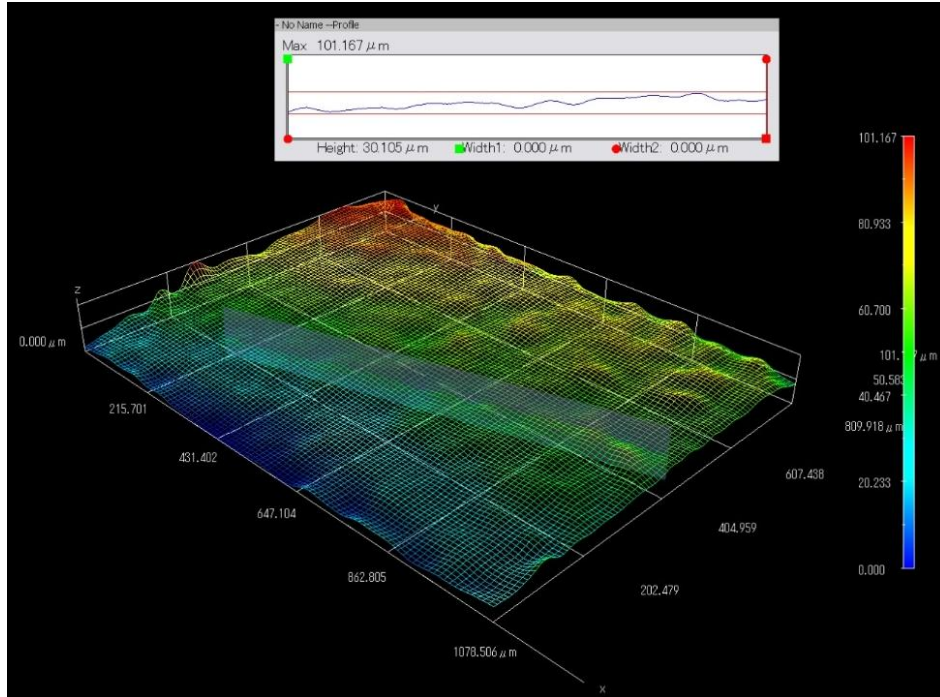 - No Name --Profile
Max 101.167 μm
Height: 30.105 μm Width1: 0.000 μm Width2: 0.000 μm
101.167
80.933
60.700
50.583
40.467
809.918 μm
20.233
0.000
y
z
0.000 μm
215.701
431.402
647.104
862.805
1078.506 μm
x
607.438
404.959
202.479